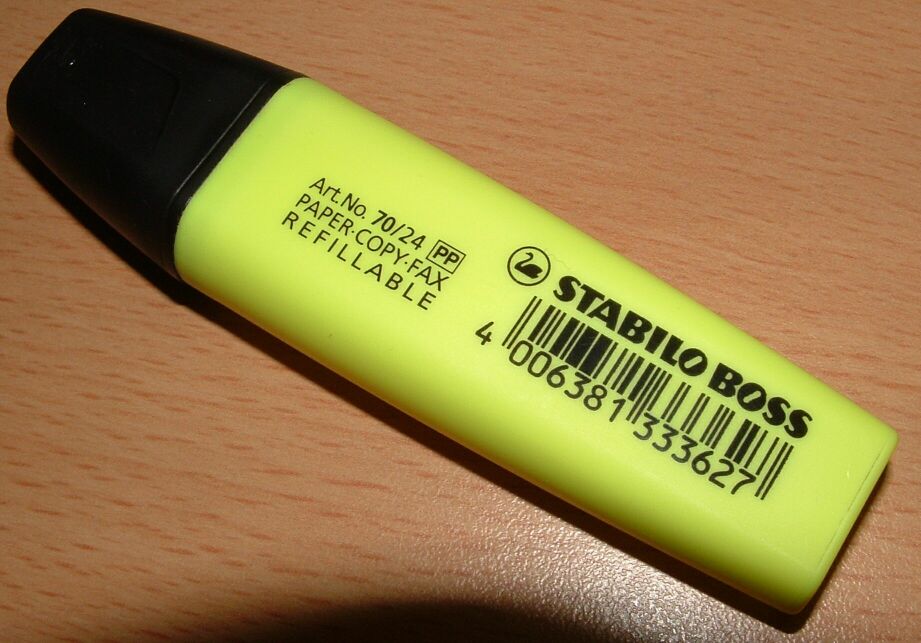 Art.No. 70/24 PP
PAPER·COPY·FAX
REFILLABLE
STABILO BOSS
4 006381 333627